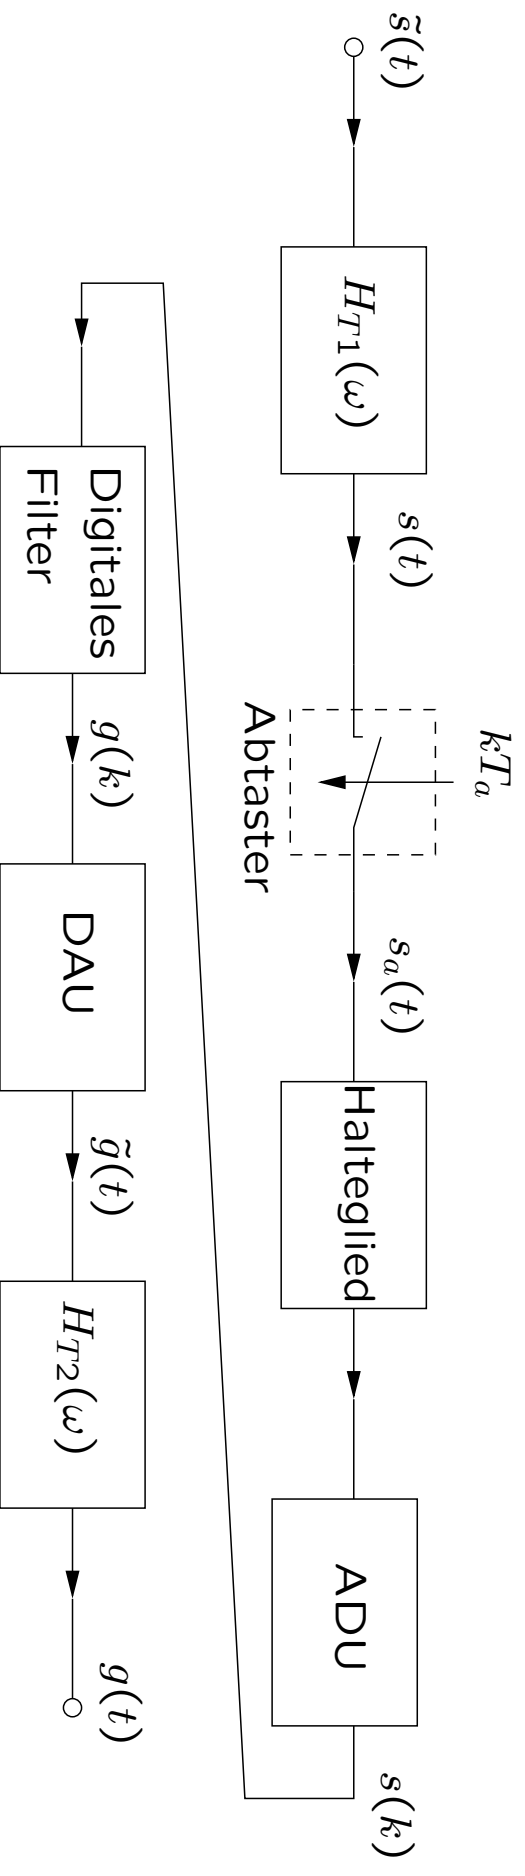 s̃(t)
H_{T1}(ω)
s(t)
kT_a
Abtaster
s_a(t)
Halteglied
ADU
s(k)
Digitales
Filter
g(k)
DAU
g̃(t)
H_{T2}(ω)
g(t)